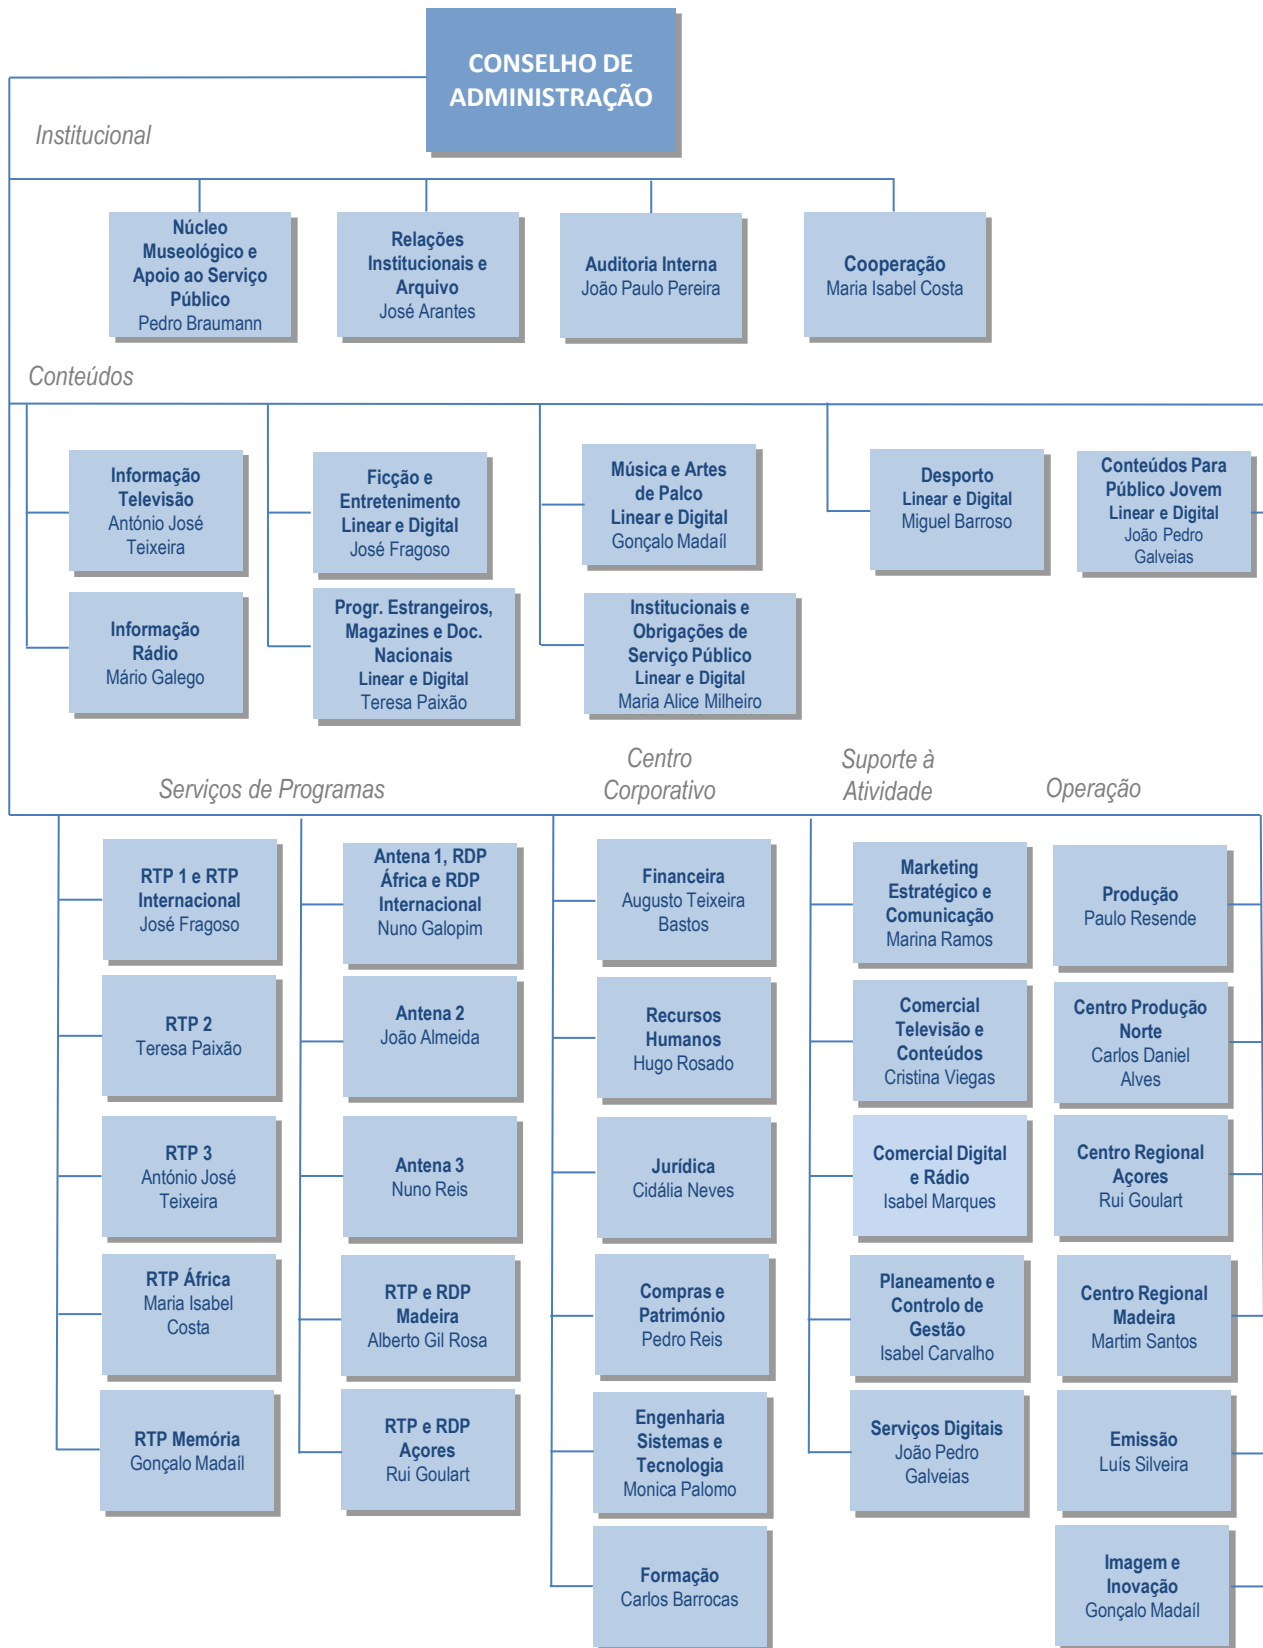 CONSELHO DE
ADMINISTRAÇÃO
Institucional
Núcleo
Museológico e
Apoio ao Serviço
Público
Pedro Braumann
Relações
Institucionais e
Arquivo
José Arantes
Auditoria Interna
João Paulo Pereira
Cooperação
Maria Isabel Costa
Conteúdos
Informação
Televisão
António José
Teixeira
Ficção e
Entretenimento
Linear e Digital
José Fragoso
Música e Artes
de Palco
Linear e Digital
Gonçalo Madaíl
Desporto
Linear e Digital
Miguel Barroso
Conteúdos Para
Público Jovem
Linear e Digital
João Pedro
Galveias
Informação
Rádio
Mário Galego
Progr. Estrangeiros,
Magazines e Doc.
Nacionais
Linear e Digital
Teresa Paixão
Institucionais e
Obrigações de
Serviço Público
Linear e Digital
Maria Alice Milheiro
Serviços de Programas
Centro
Corporativo
Suporte à
Atividade
Operação
RTP 1 e RTP
Internacional
José Fragoso
Antena 1, RDP
África e RDP
Internacional
Nuno Galopim
Financeira
Augusto Teixeira
Bastos
Marketing
Estratégico e
Comunicação
Marina Ramos
Produção
Paulo Resende
RTP 2
Teresa Paixão
Antena 2
João Almeida
Recursos
Humanos
Hugo Rosado
Comercial
Televisão e
Conteúdos
Cristina Viegas
Centro Produção
Norte
Carlos Daniel
Alves
RTP 3
António José
Teixeira
Antena 3
Nuno Reis
Jurídica
Cidália Neves
Comercial Digital
e Rádio
Isabel Marques
Centro Regional
Açores
Rui Goulart
RTP África
Maria Isabel
Costa
RTP e RDP
Madeira
Alberto Gil Rosa
Compras e
Património
Pedro Reis
Planeamento e
Controlo de
Gestão
Isabel Carvalho
Centro Regional
Madeira
Martim Santos
RTP Memória
Gonçalo Madaíl
RTP e RDP
Açores
Rui Goulart
Engenharia
Sistemas e
Tecnologia
Monica Palomo
Serviços Digitais
João Pedro
Galveias
Emissão
Luís Silveira
Formação
Carlos Barrocas
Imagem e
Inovação
Gonçalo Madaíl